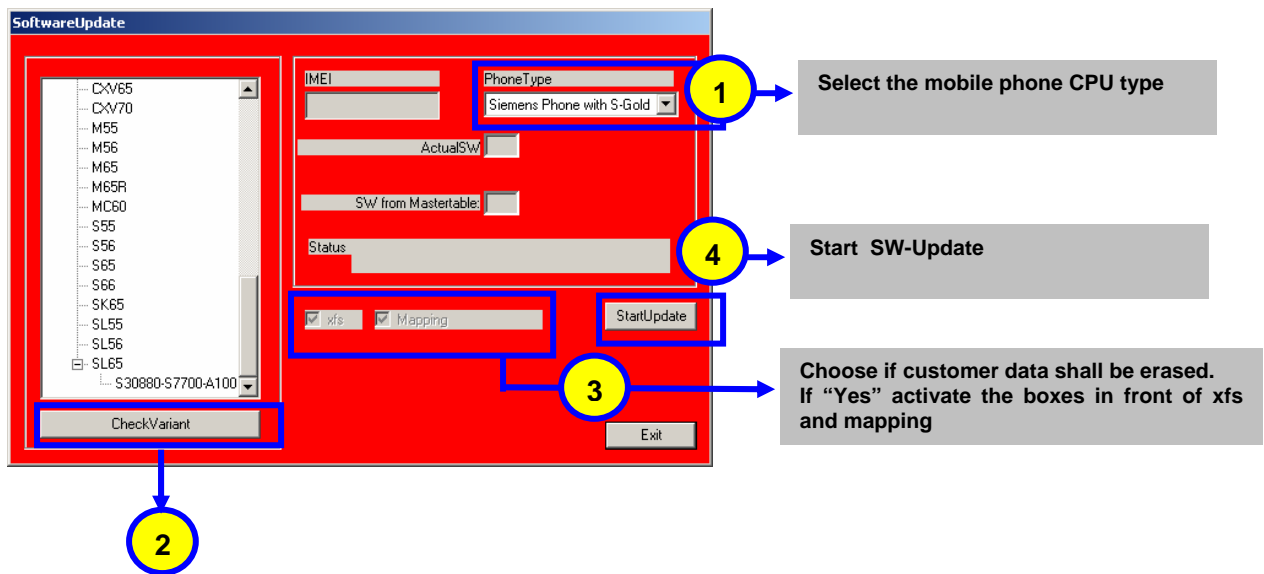 SoftwareUpdate
CXV65
CXV70
M55
M56
M65
M65R
MC60
S55
S56
S65
S66
SK65
SL55
SL56
SL65
S30880-S7700-A100
CheckVariant
IMEI
PhoneType
Siemens Phone with S-Gold
ActualSW
SW from Mastertable:
Status
xfs
Mapping
StartUpdate
Exit
1
Select the mobile phone CPU type
4
Start SW-Update
3
Choose if customer data shall be erased.
If “Yes” activate the boxes in front of xfs
and mapping
2